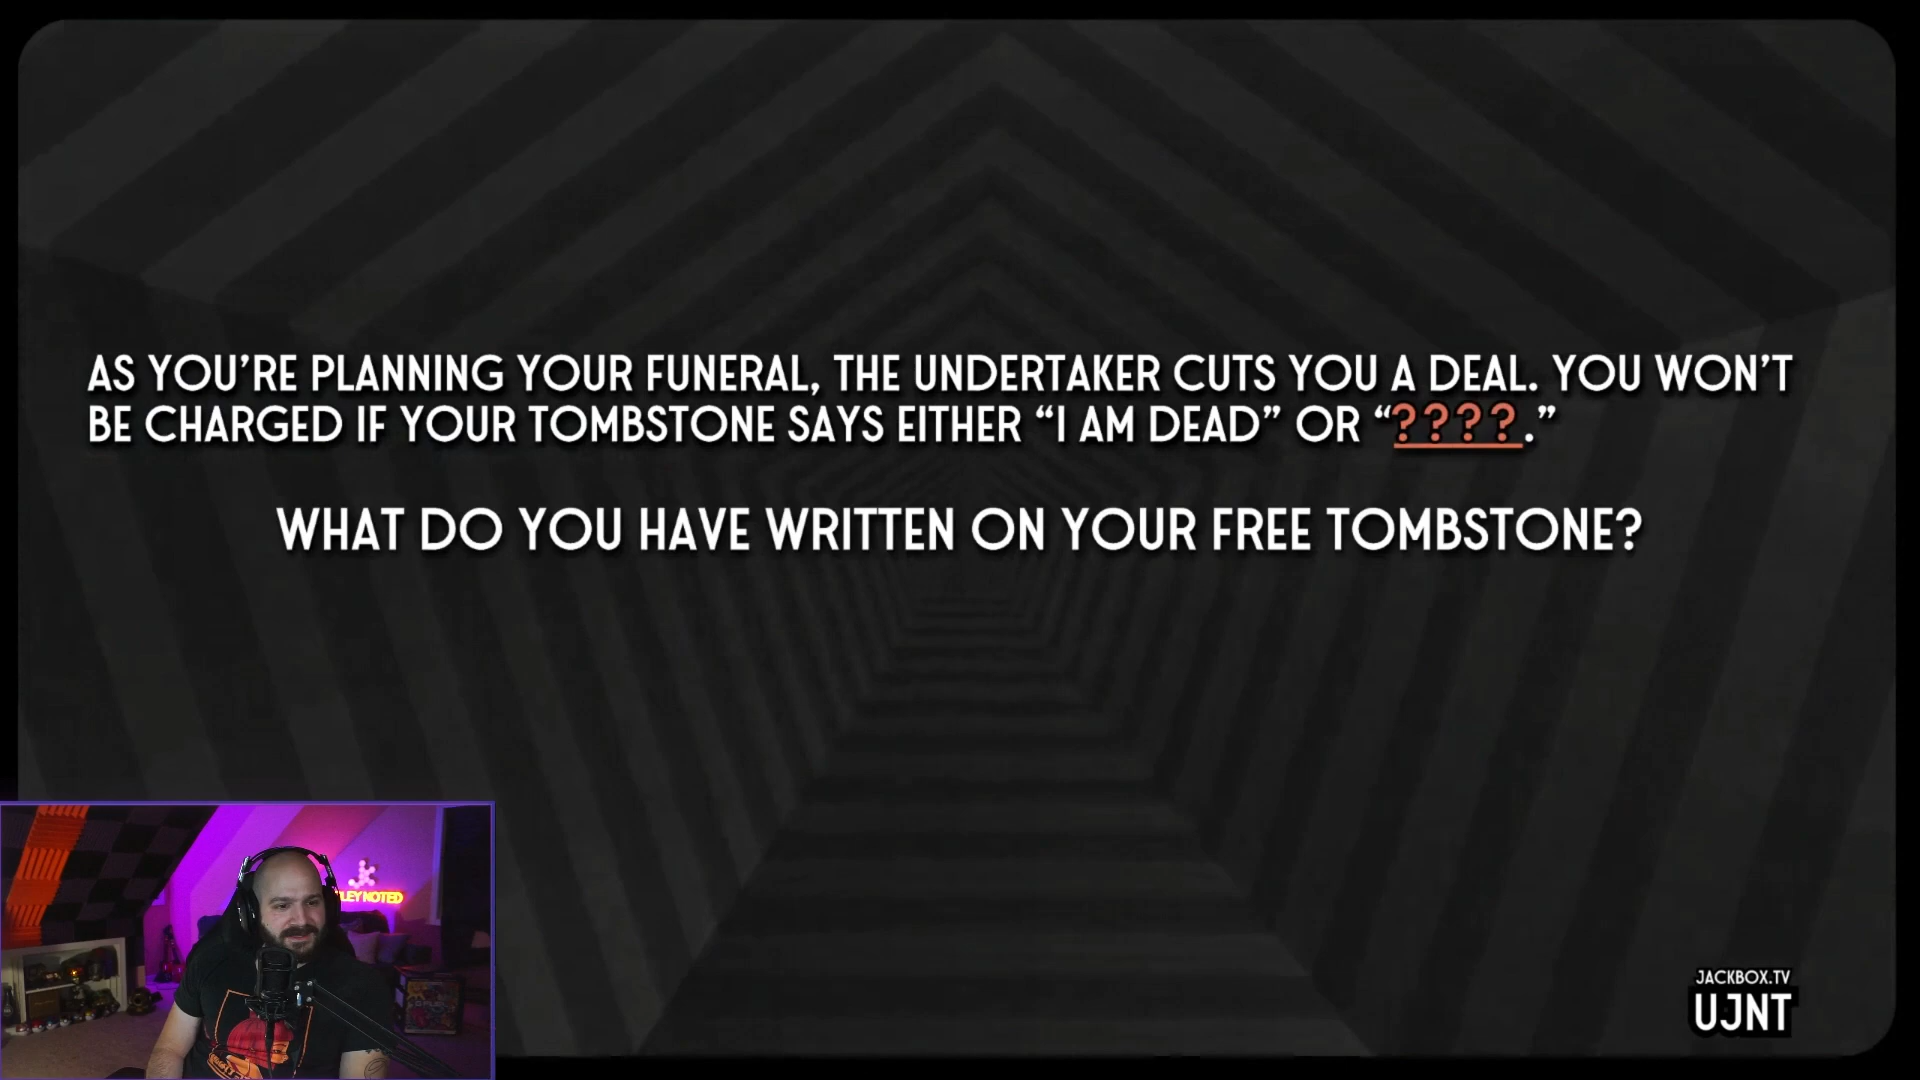 AS YOU'RE PLANNING YOUR FUNERAL, THE UNDERTAKER CUTS YOU A DEAL. YOU WON'T
BE CHARGED IF YOUR TOMBSTONE SAYS EITHER “I AM DEAD” OR “????.”
WHAT DO YOU HAVE WRITTEN ON YOUR FREE TOMBSTONE?
NOTED
JACKBOX.TV
UJNT